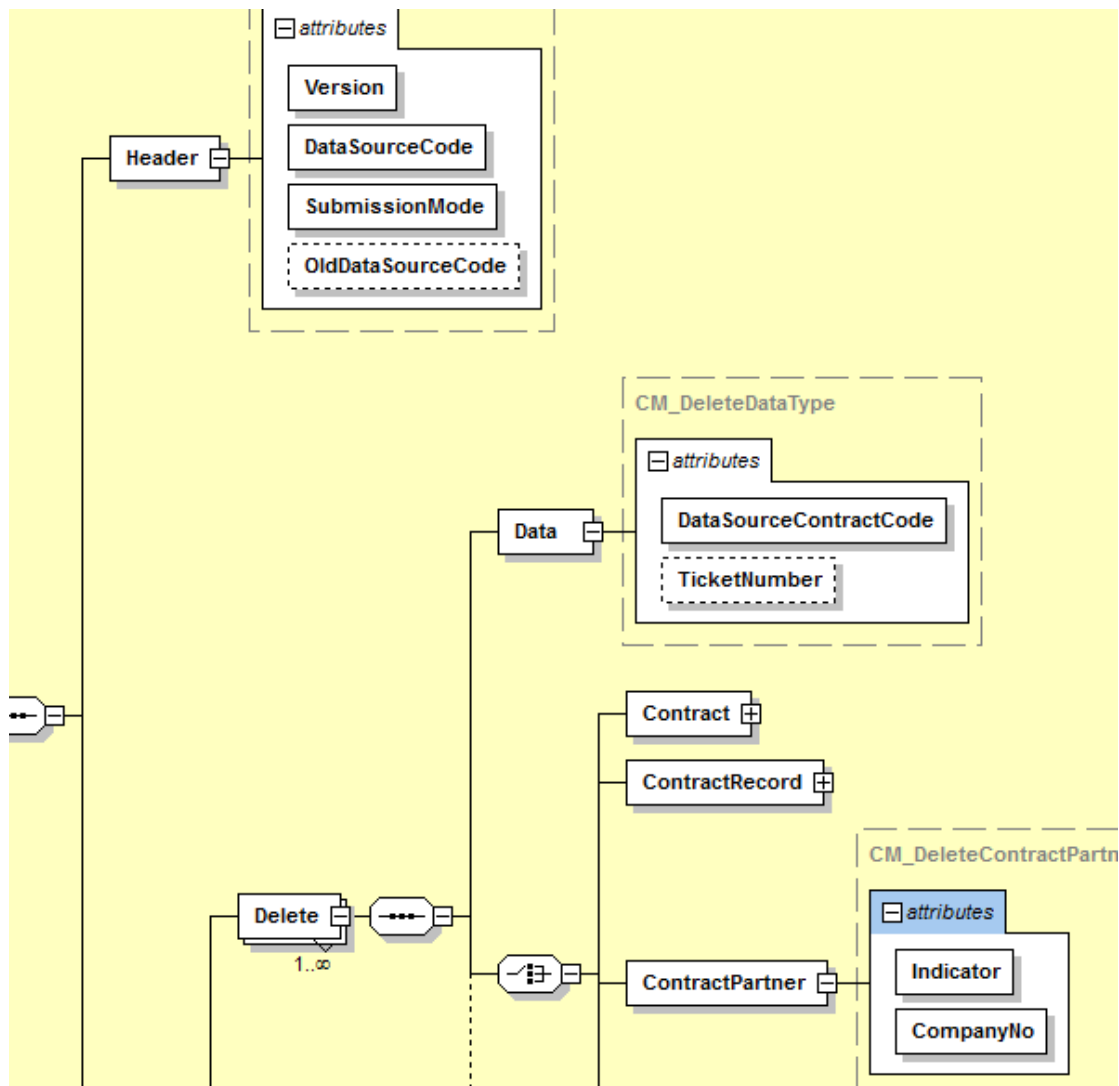 attributes
Version
DataSourceCode
Header
SubmissionMode
OldDataSourceCode
CM_DeleteDataType
attributes
DataSourceContractCode
Data
TicketNumber
Contract
ContractRecord
CM_DeleteContractPartn
attributes
Delete
1..∞
Indicator
ContractPartner
CompanyNo